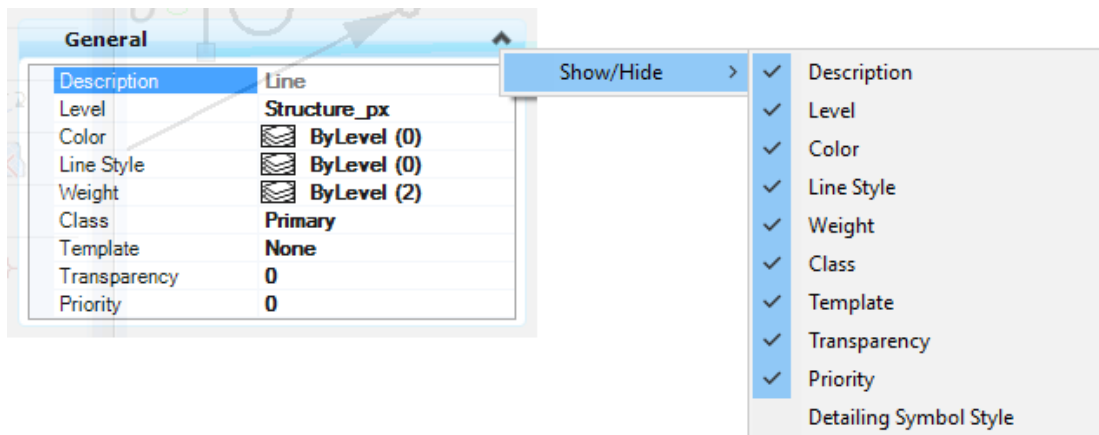 General
Description Line
Level Structure_px
Color ByLevel (0)
Line Style ByLevel (0)
Weight ByLevel (2)
Class Primary
Template None
Transparency 0
Priority 0
Show/Hide
Description
Level
Color
Line Style
Weight
Class
Template
Transparency
Priority
Detailing Symbol Style